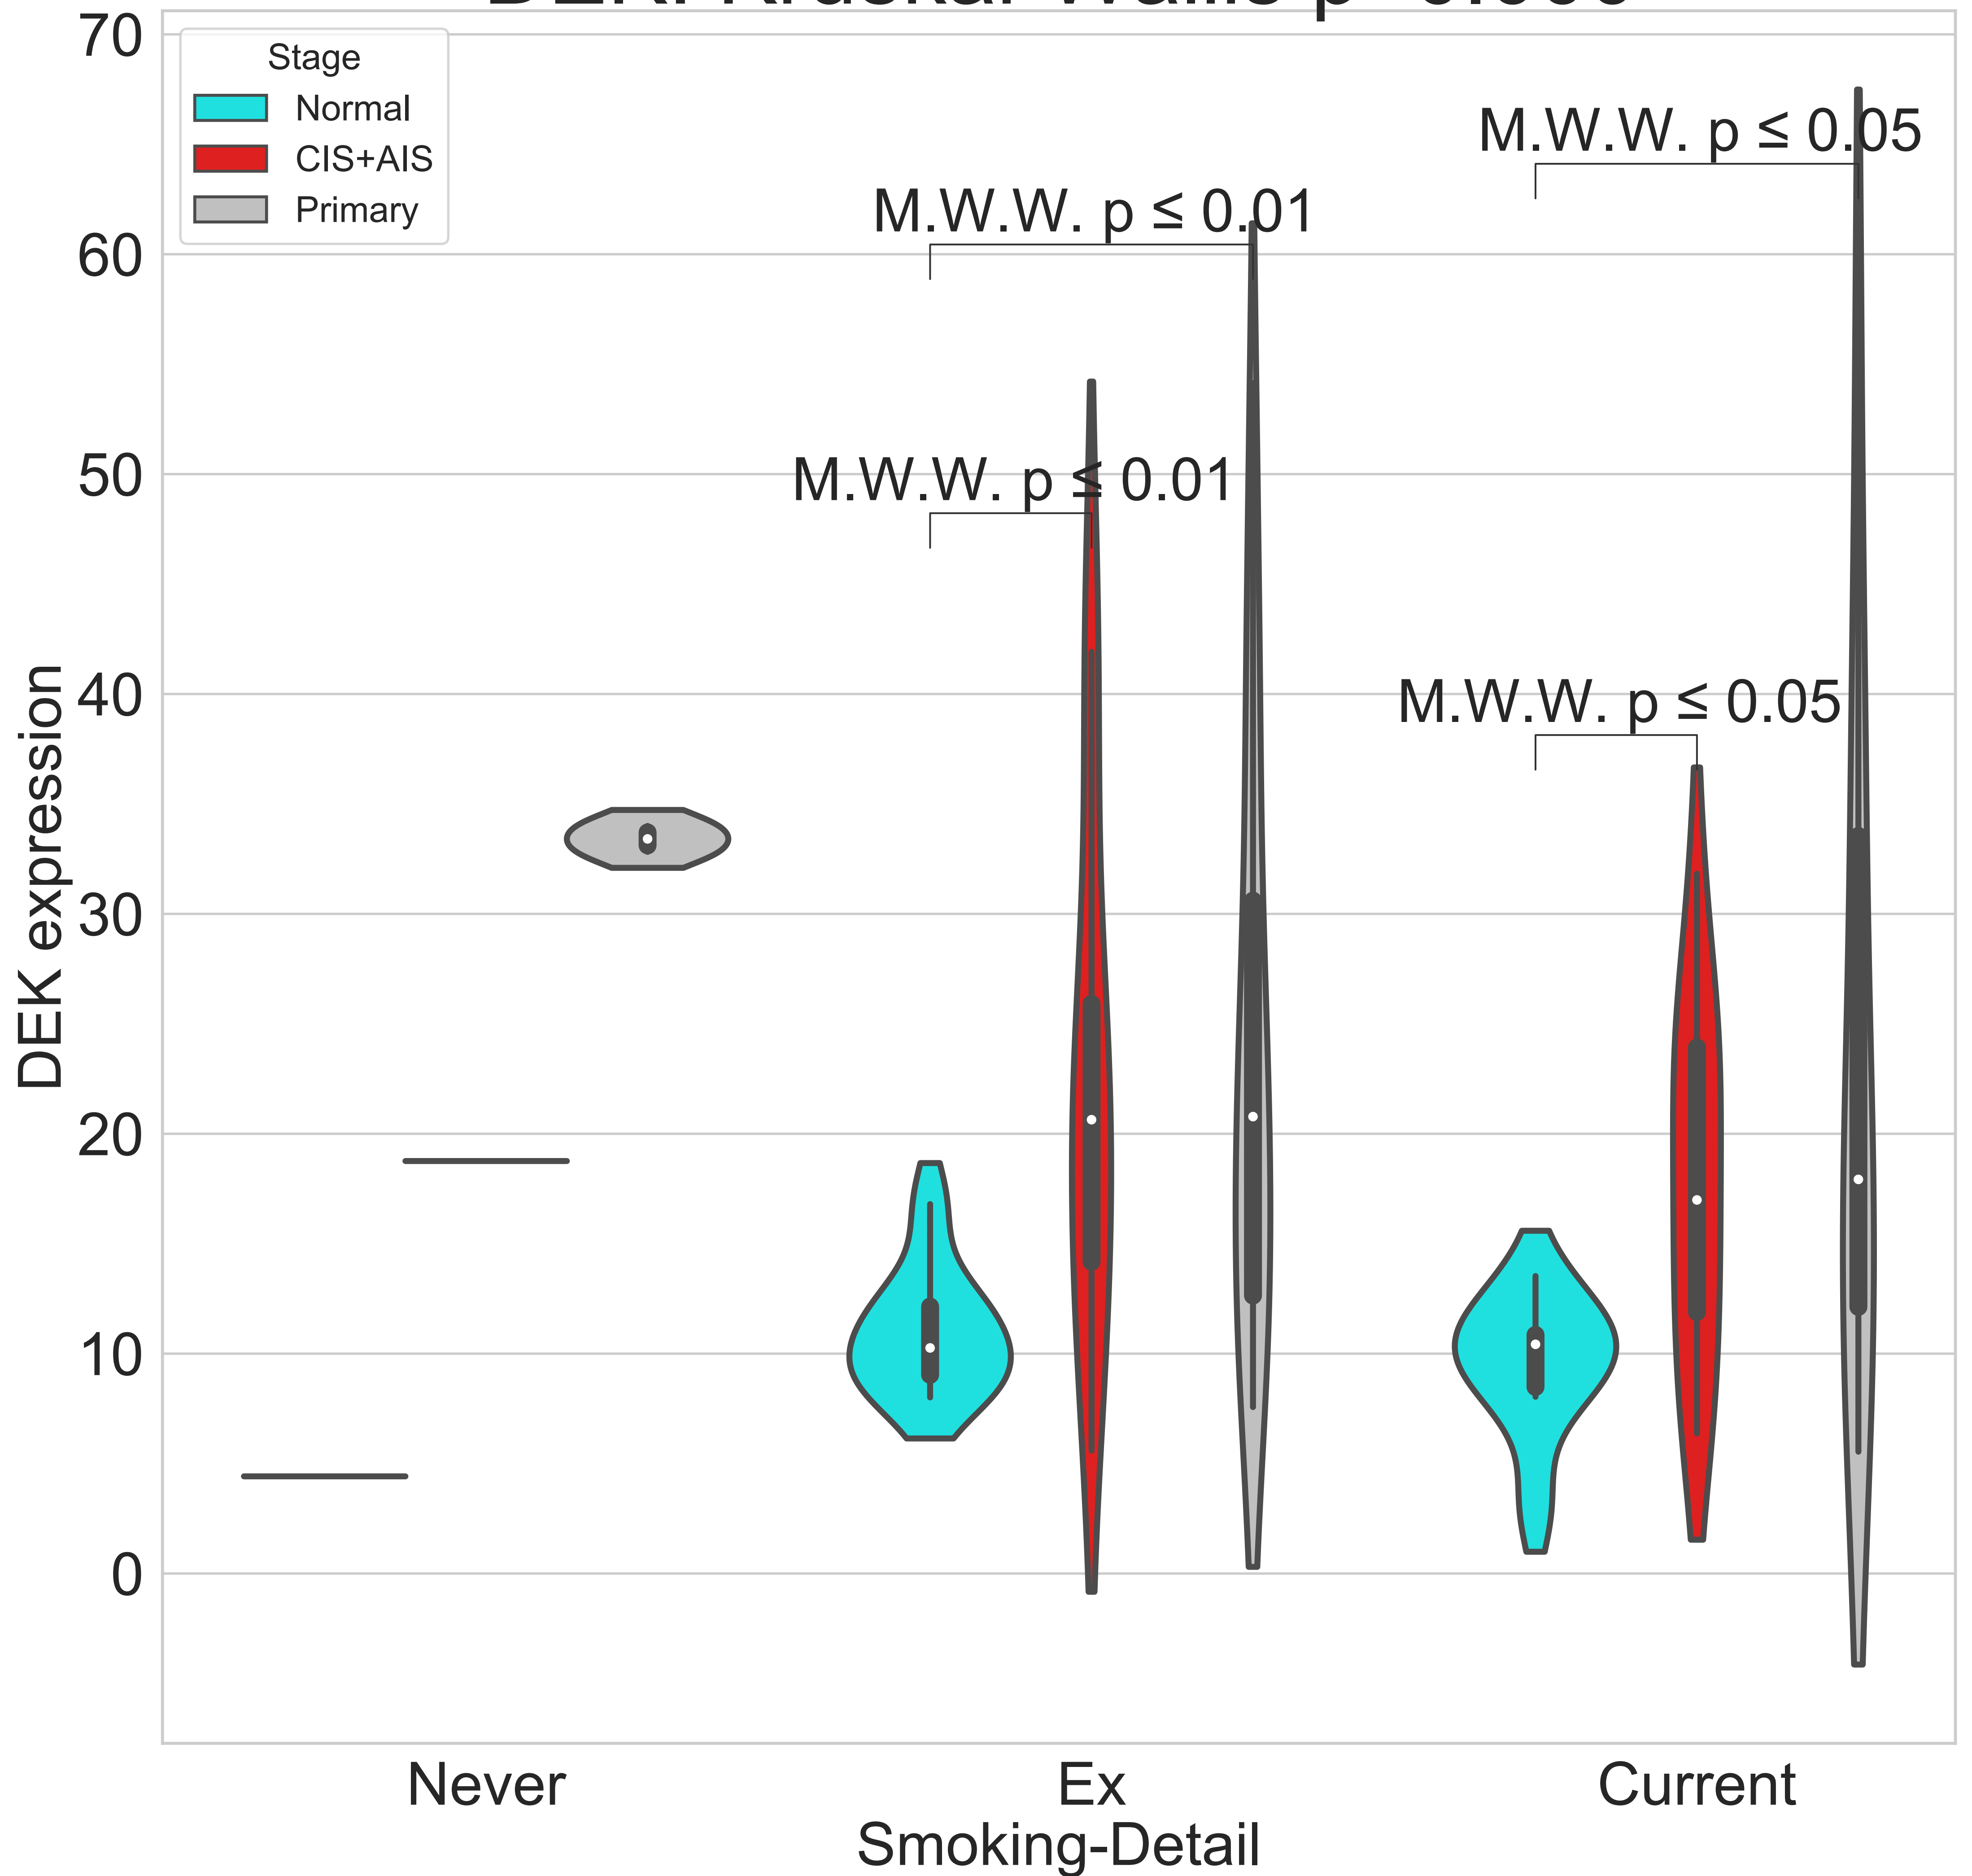 70
Stage
Normal
CIS+AIS
Primary
M.W.W. p ≤ 0.05
M.W.W. p ≤ 0.01
60
M.W.W. p ≤ 0.01
50
M.W.W. p ≤ 0.05
40
30
20
10
0
DEK expression
Never
Ex
Current
Smoking-Detail